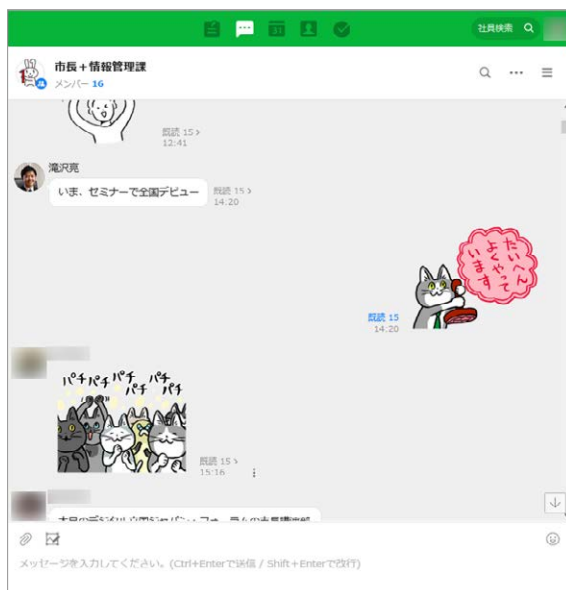 31
社員検索
市長+情報管理課
メンバー 16
既読 15 >
12:41
滝沢亮
いま、セミナーで全国デビュー
既読 15 >
14:20
たいへん
よくやって
います
既読 15
14:20
パチパチパチパチ
パチパチ
既読 15 >
15:16
メッセージを入力してください。(Ctrl+Enterで送信 / Shift+Enterで改行)